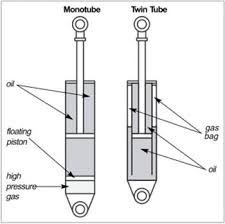 Monotube
Twin Tube
oil
floating
piston
high
pressure
gas
gas
bag
oil